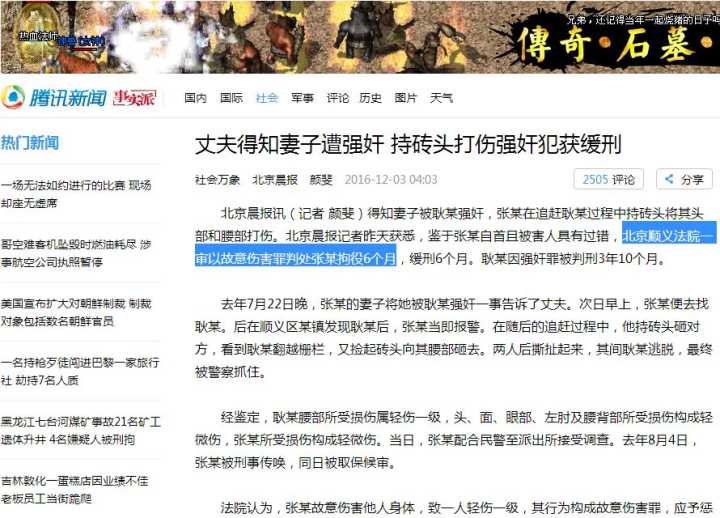 兄弟，还记得当年一起烧猪的日子吗
热血法师
傳奇·石墓·
腾讯新闻 事实派 国内 国际 社会 军事 评论 历史 图片 天气
热门新闻
一场无法如约进行的比赛 现场
却座无虚席
哥空难客机坠毁时燃油耗尽 涉
事航空公司执照暂停
美国宣布扩大对朝鲜制裁 制裁
对象包括数名朝鲜官员
一名持枪歹徒闯进巴黎一家旅行
社 劫持7名人质
黑龙江七台河煤矿事故21名矿工
遗体升井 4名嫌疑人被刑拘
吉林敦化一蛋糕店因业绩不佳
老板员工当街跪爬
丈夫得知妻子遭强奸 持砖头打伤强奸犯获缓刑
社会万象 北京晨报 颜斐 2016-12-03 04:03 2505 评论 分享
北京晨报讯（记者 颜斐）得知妻子被耿某强奸，张某在追赶耿某过程中持砖头将其头
部和腰部打伤。北京晨报记者昨天获悉，鉴于张某自首且被害人具有过错，北京顺义法院一
审以故意伤害罪判处张某拘役6个月，缓刑6个月。耿某因强奸罪被判刑3年10个月。
去年7月22日晚，张某的妻子将她被耿某强奸一事告诉了丈夫。次日早上，张某便去找
耿某。后在顺义区某镇发现耿某后，张某当即报警。在随后的追赶过程中，他持砖头砸对
方，看到耿某翻越栅栏，又捡起砖头向其腰部砸去。两人后撕扯起来，其间耿某逃脱，最终
被警察抓住。
经鉴定，耿某腰部所受损伤属轻伤一级，头、面、眼部、左肘及腰背部所受损伤构成轻
微伤，张某所受损伤构成轻微伤。当日，张某配合民警至派出所接受调查。去年8月4日，
张某被刑事传唤，同日被取保候审。
法院认为，张某故意伤害他人身体，致一人轻伤一级，其行为构成故意伤害罪，应予惩